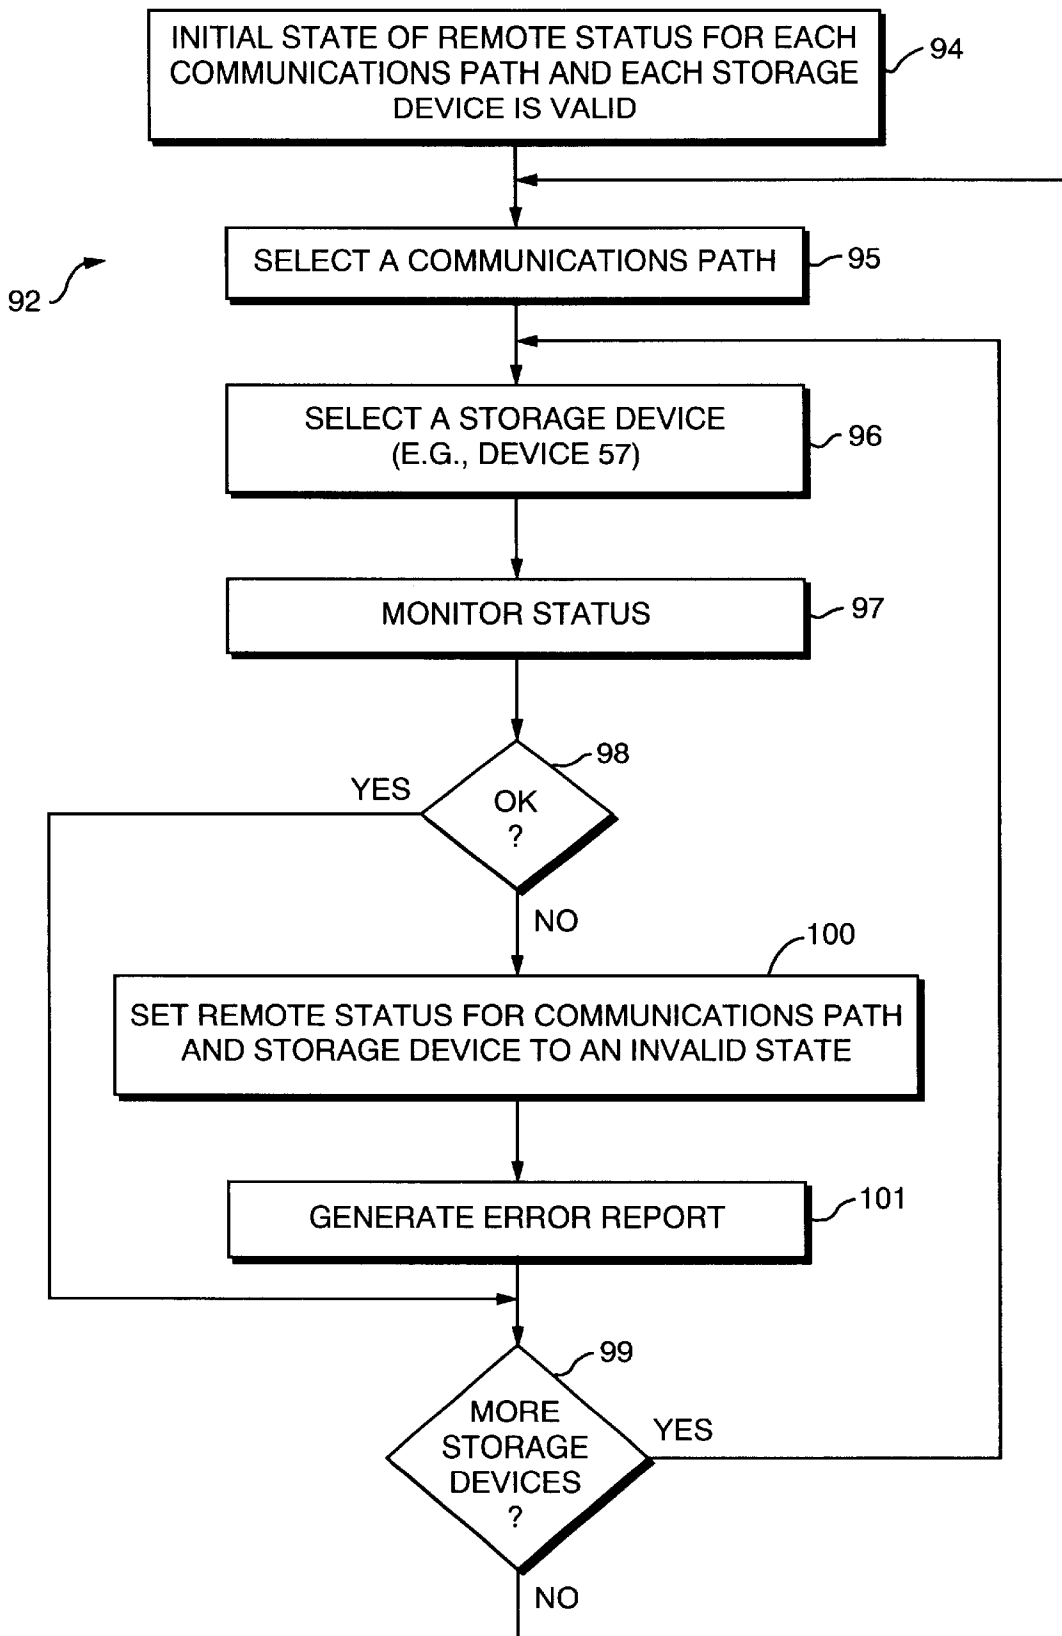 INITIAL STATE OF REMOTE STATUS FOR EACH
COMMUNICATIONS PATH AND EACH STORAGE
DEVICE IS VALID
94
SELECT A COMMUNICATIONS PATH
95
92
SELECT A STORAGE DEVICE
(E.G., DEVICE 57)
96
MONITOR STATUS
97
98
YES
OK
?
NO
100
SET REMOTE STATUS FOR COMMUNICATIONS PATH
AND STORAGE DEVICE TO AN INVALID STATE
GENERATE ERROR REPORT
101
99
MORE
STORAGE
DEVICES
?
YES
NO